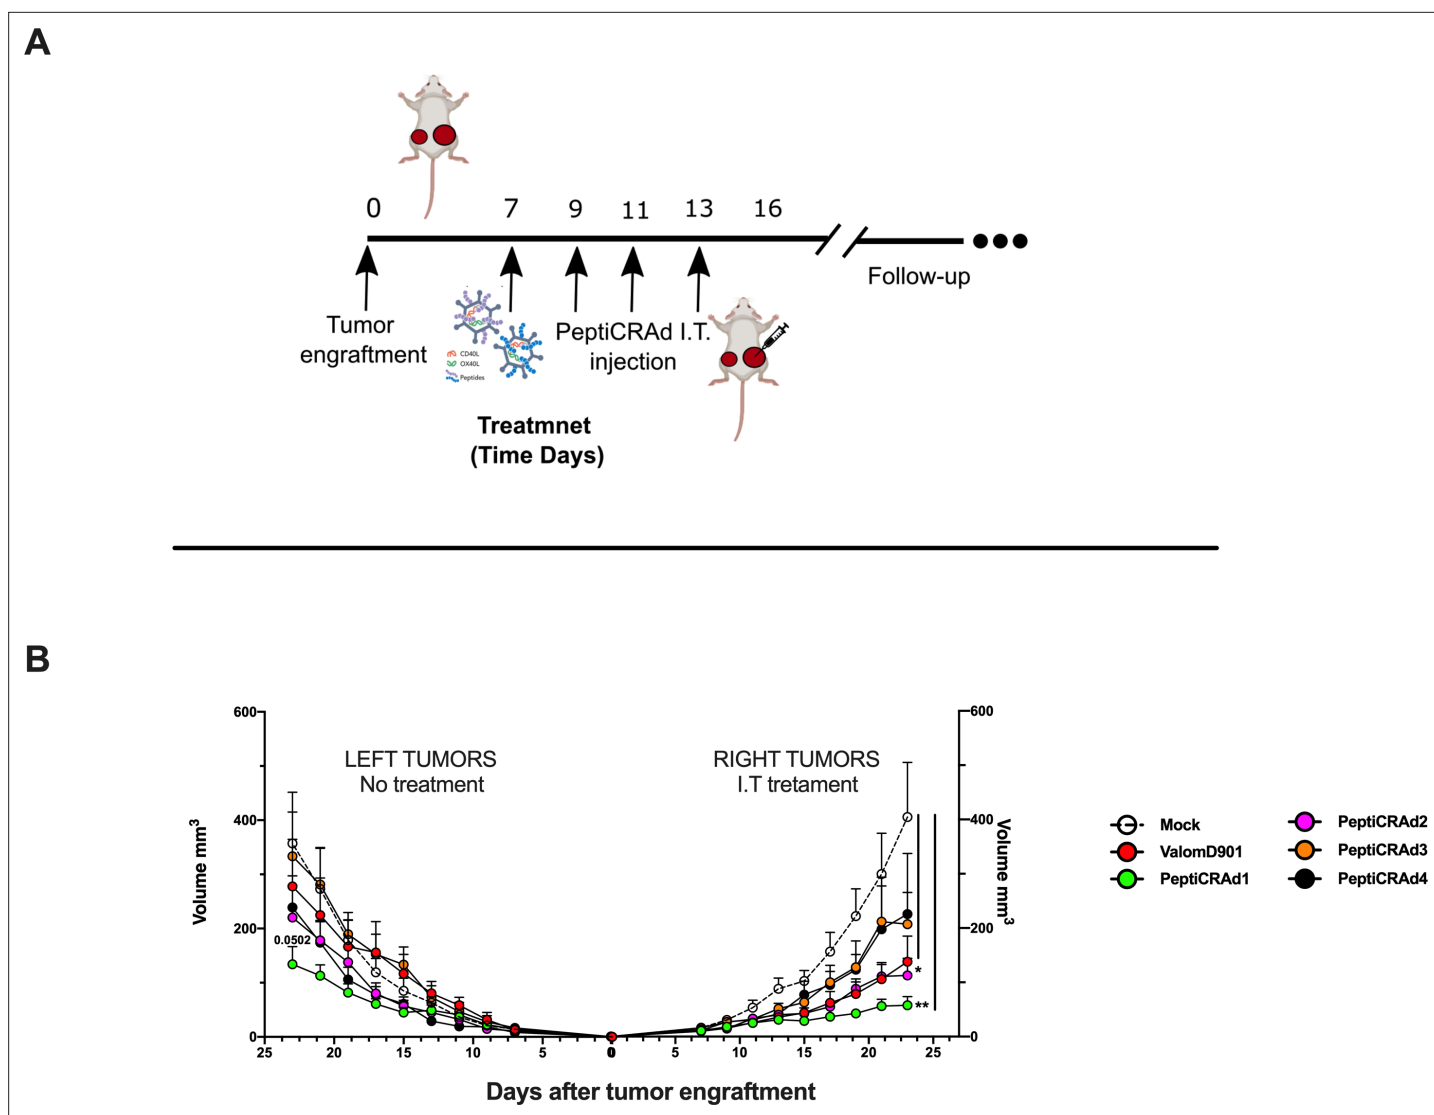 A
0 7 9 11 13 16
Follow-up
Tumor
engraftment
PeptiCRAd I.T.
injection
CD40L
OX40L
Peptides
Treatmnet
(Time Days)
B
600
400
200
0
Volume mm3
LEFT TUMORS
No treatment
0.0502
RIGHT TUMORS
I.T tretament
*
**
600
400
200
0
Volume mm3
25 20 15 10 5 0 5 10 15 20 25
Days after tumor engraftment
Mock
ValomD901
PeptiCRAd1
PeptiCRAd2
PeptiCRAd3
PeptiCRAd4